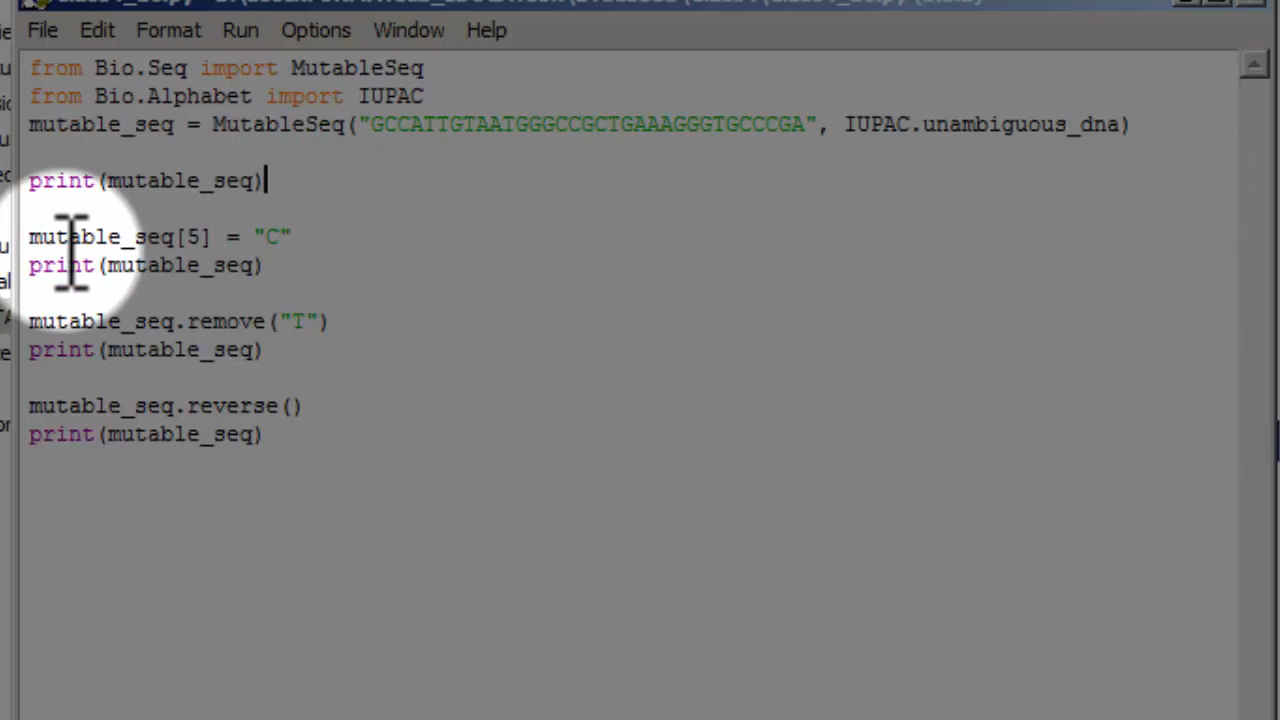 File Edit Format Run Options Window Help
from Bio.Seq import MutableSeq
from Bio.Alphabet import IUPAC
mutable_seq = MutableSeq("GCCATTGTAATGGGCCGCTGAAAGGGTGCCCGA", IUPAC.unambiguous_dna)
print(mutable_seq)
mutable_seq[5] = "C"
print(mutable_seq)
mutable_seq.remove("T")
print(mutable_seq)
mutable_seq.reverse()
print(mutable_seq)